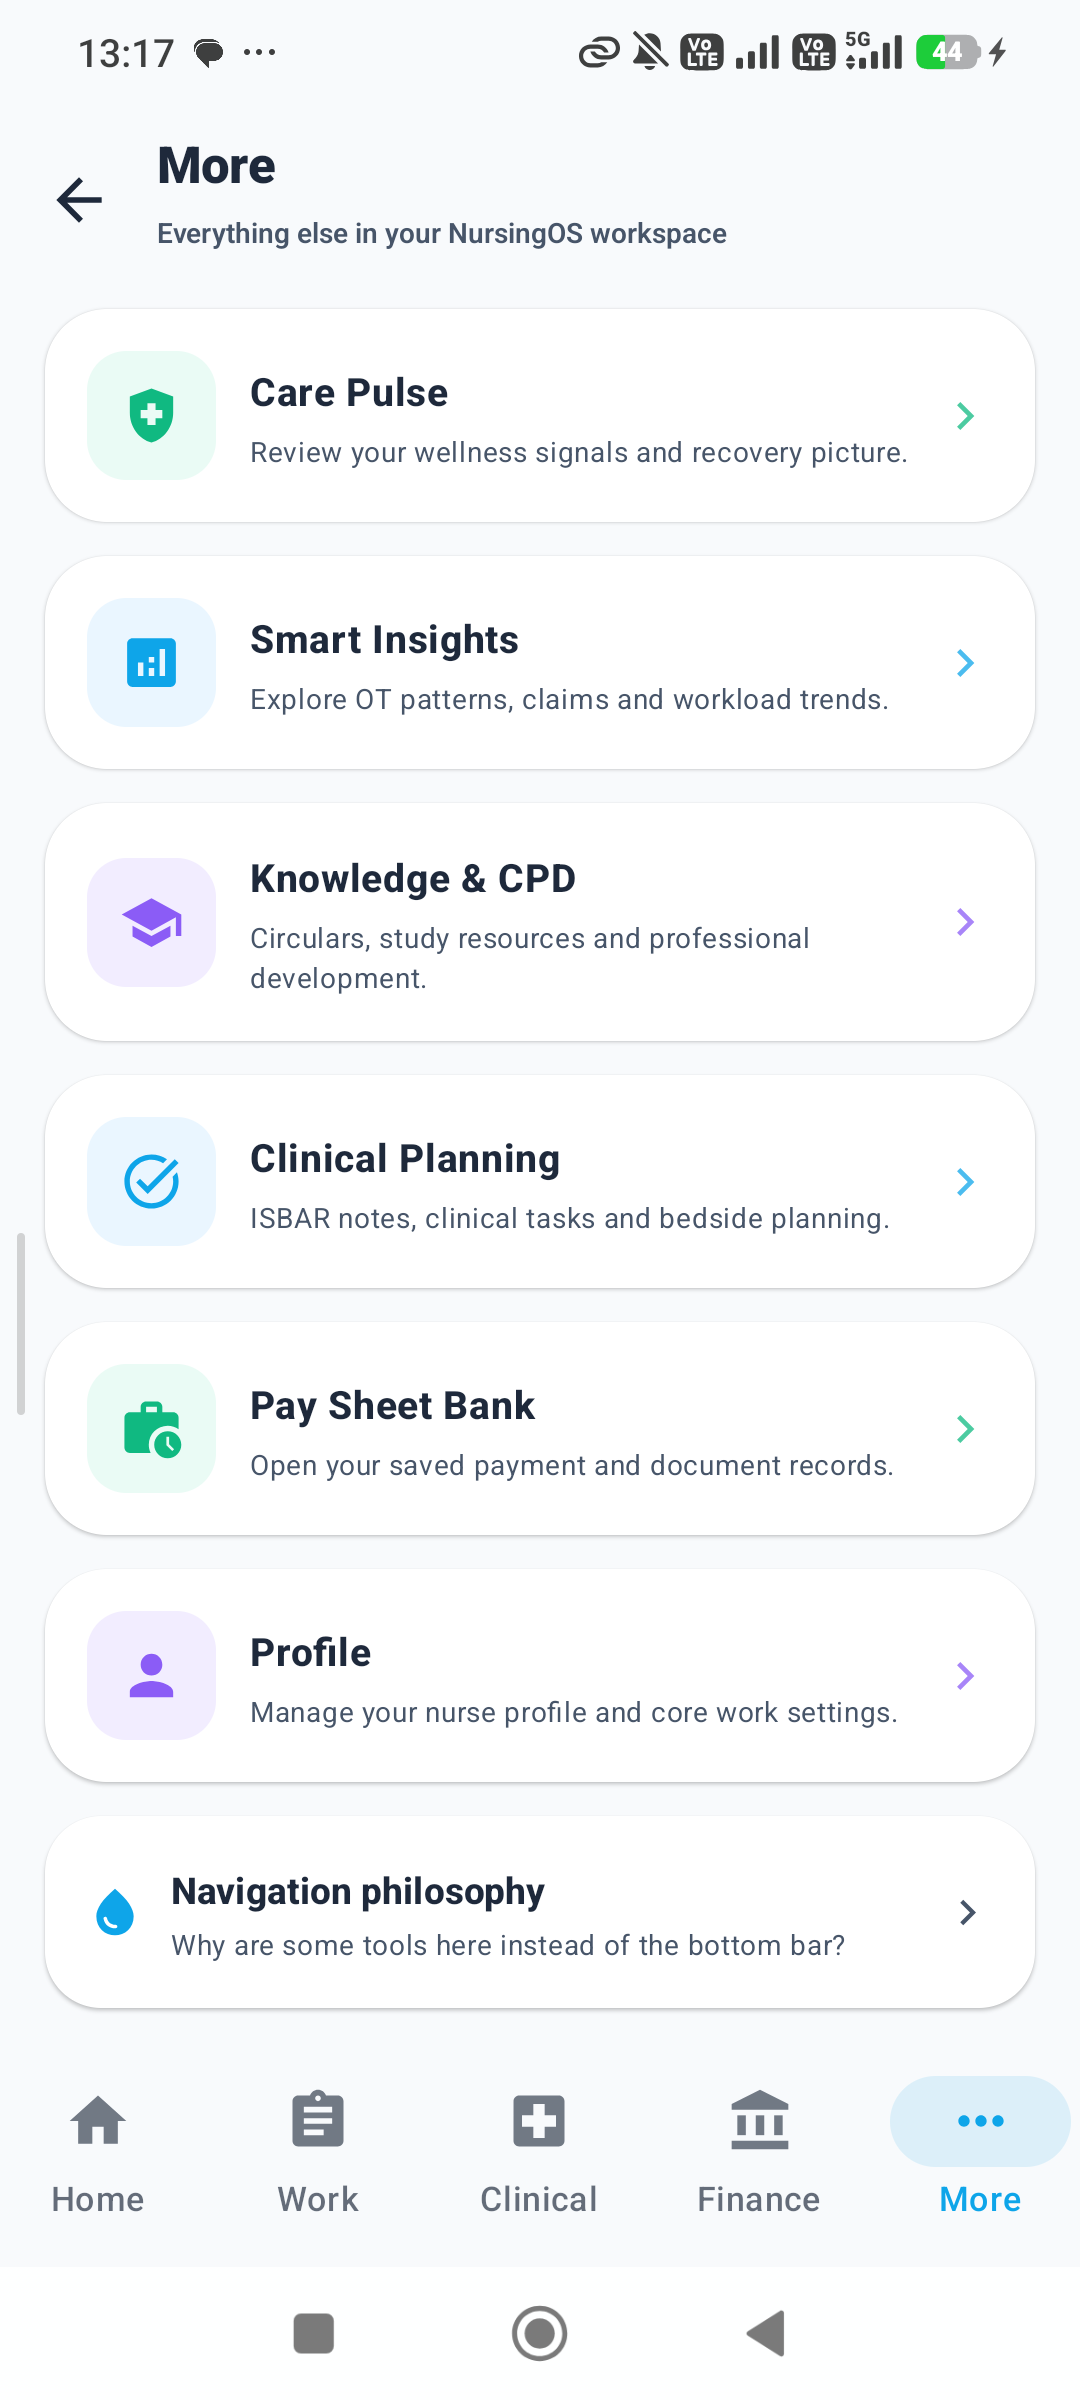 13:17
Vo
LTE
Vo
LTE
5G
44
More
Everything else in your NursingOS workspace
Care Pulse
Review your wellness signals and recovery picture.
Smart Insights
Explore OT patterns, claims and workload trends.
Knowledge & CPD
Circulars, study resources and professional
development.
Clinical Planning
ISBAR notes, clinical tasks and bedside planning.
Pay Sheet Bank
Open your saved payment and document records.
Profile
Manage your nurse profile and core work settings.
Navigation philosophy
Why are some tools here instead of the bottom bar?
Home
Work
Clinical
Finance
More